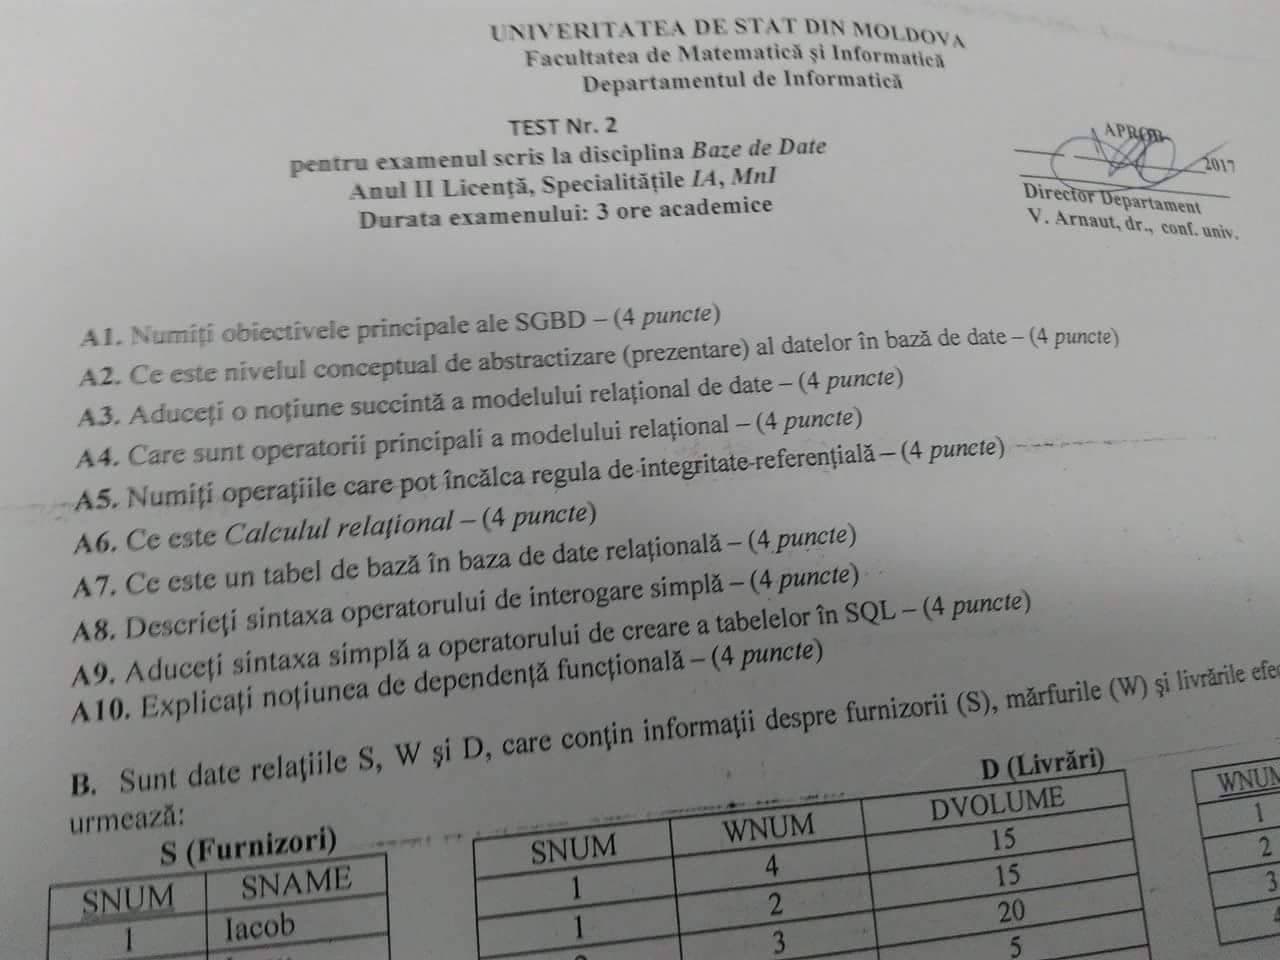 UNIVERITATEA DE STAT DIN MOLDOVA
Facultatea de Matematică şi Informatică
Departamentul de Informatică
TEST Nr. 2
pentru examenul scris la disciplina Baze de Date
Anul II Licenţă, Specialităţile IA, MnI
Durata examenului: 3 ore academice
APROB
2017
Director Departament
V. Arnaut, dr., conf. univ.
A1. Numiţi obiectivele principale ale SGBD – (4 puncte)
A2. Ce este nivelul conceptual de abstractizare (prezentare) al datelor în bază de date – (4 puncte)
A3. Aduceţi o noţiune succintă a modelului relaţional de date – (4 puncte)
A4. Care sunt operatorii principali a modelului relaţional – (4 puncte)
A5. Numiţi operaţiile care pot încălca regula de integritate referenţială – (4 puncte)
A6. Ce este Calculul relaţional – (4 puncte)
A7. Ce este un tabel de bază în baza de date relaţională – (4 puncte)
A8. Descrieţi sintaxa operatorului de interogare simplă – (4 puncte)
A9. Aduceţi sintaxa simplă a operatorului de creare a tabelelor în SQL – (4 puncte)
A10. Explicaţi noţiunea de dependenţă funcţională – (4 puncte)
B. Sunt date relaţiile S, W şi D, care conţin informaţii despre furnizorii (S), mărfurile (W) şi livrările
urmează:
S (Furnizori)
SNUM SNAME
1 Iacob
D (Livrări)
SNUM WNUM DVOLUME
1 4 15
1 2 15
3 20
5
WNUM
1
2
3